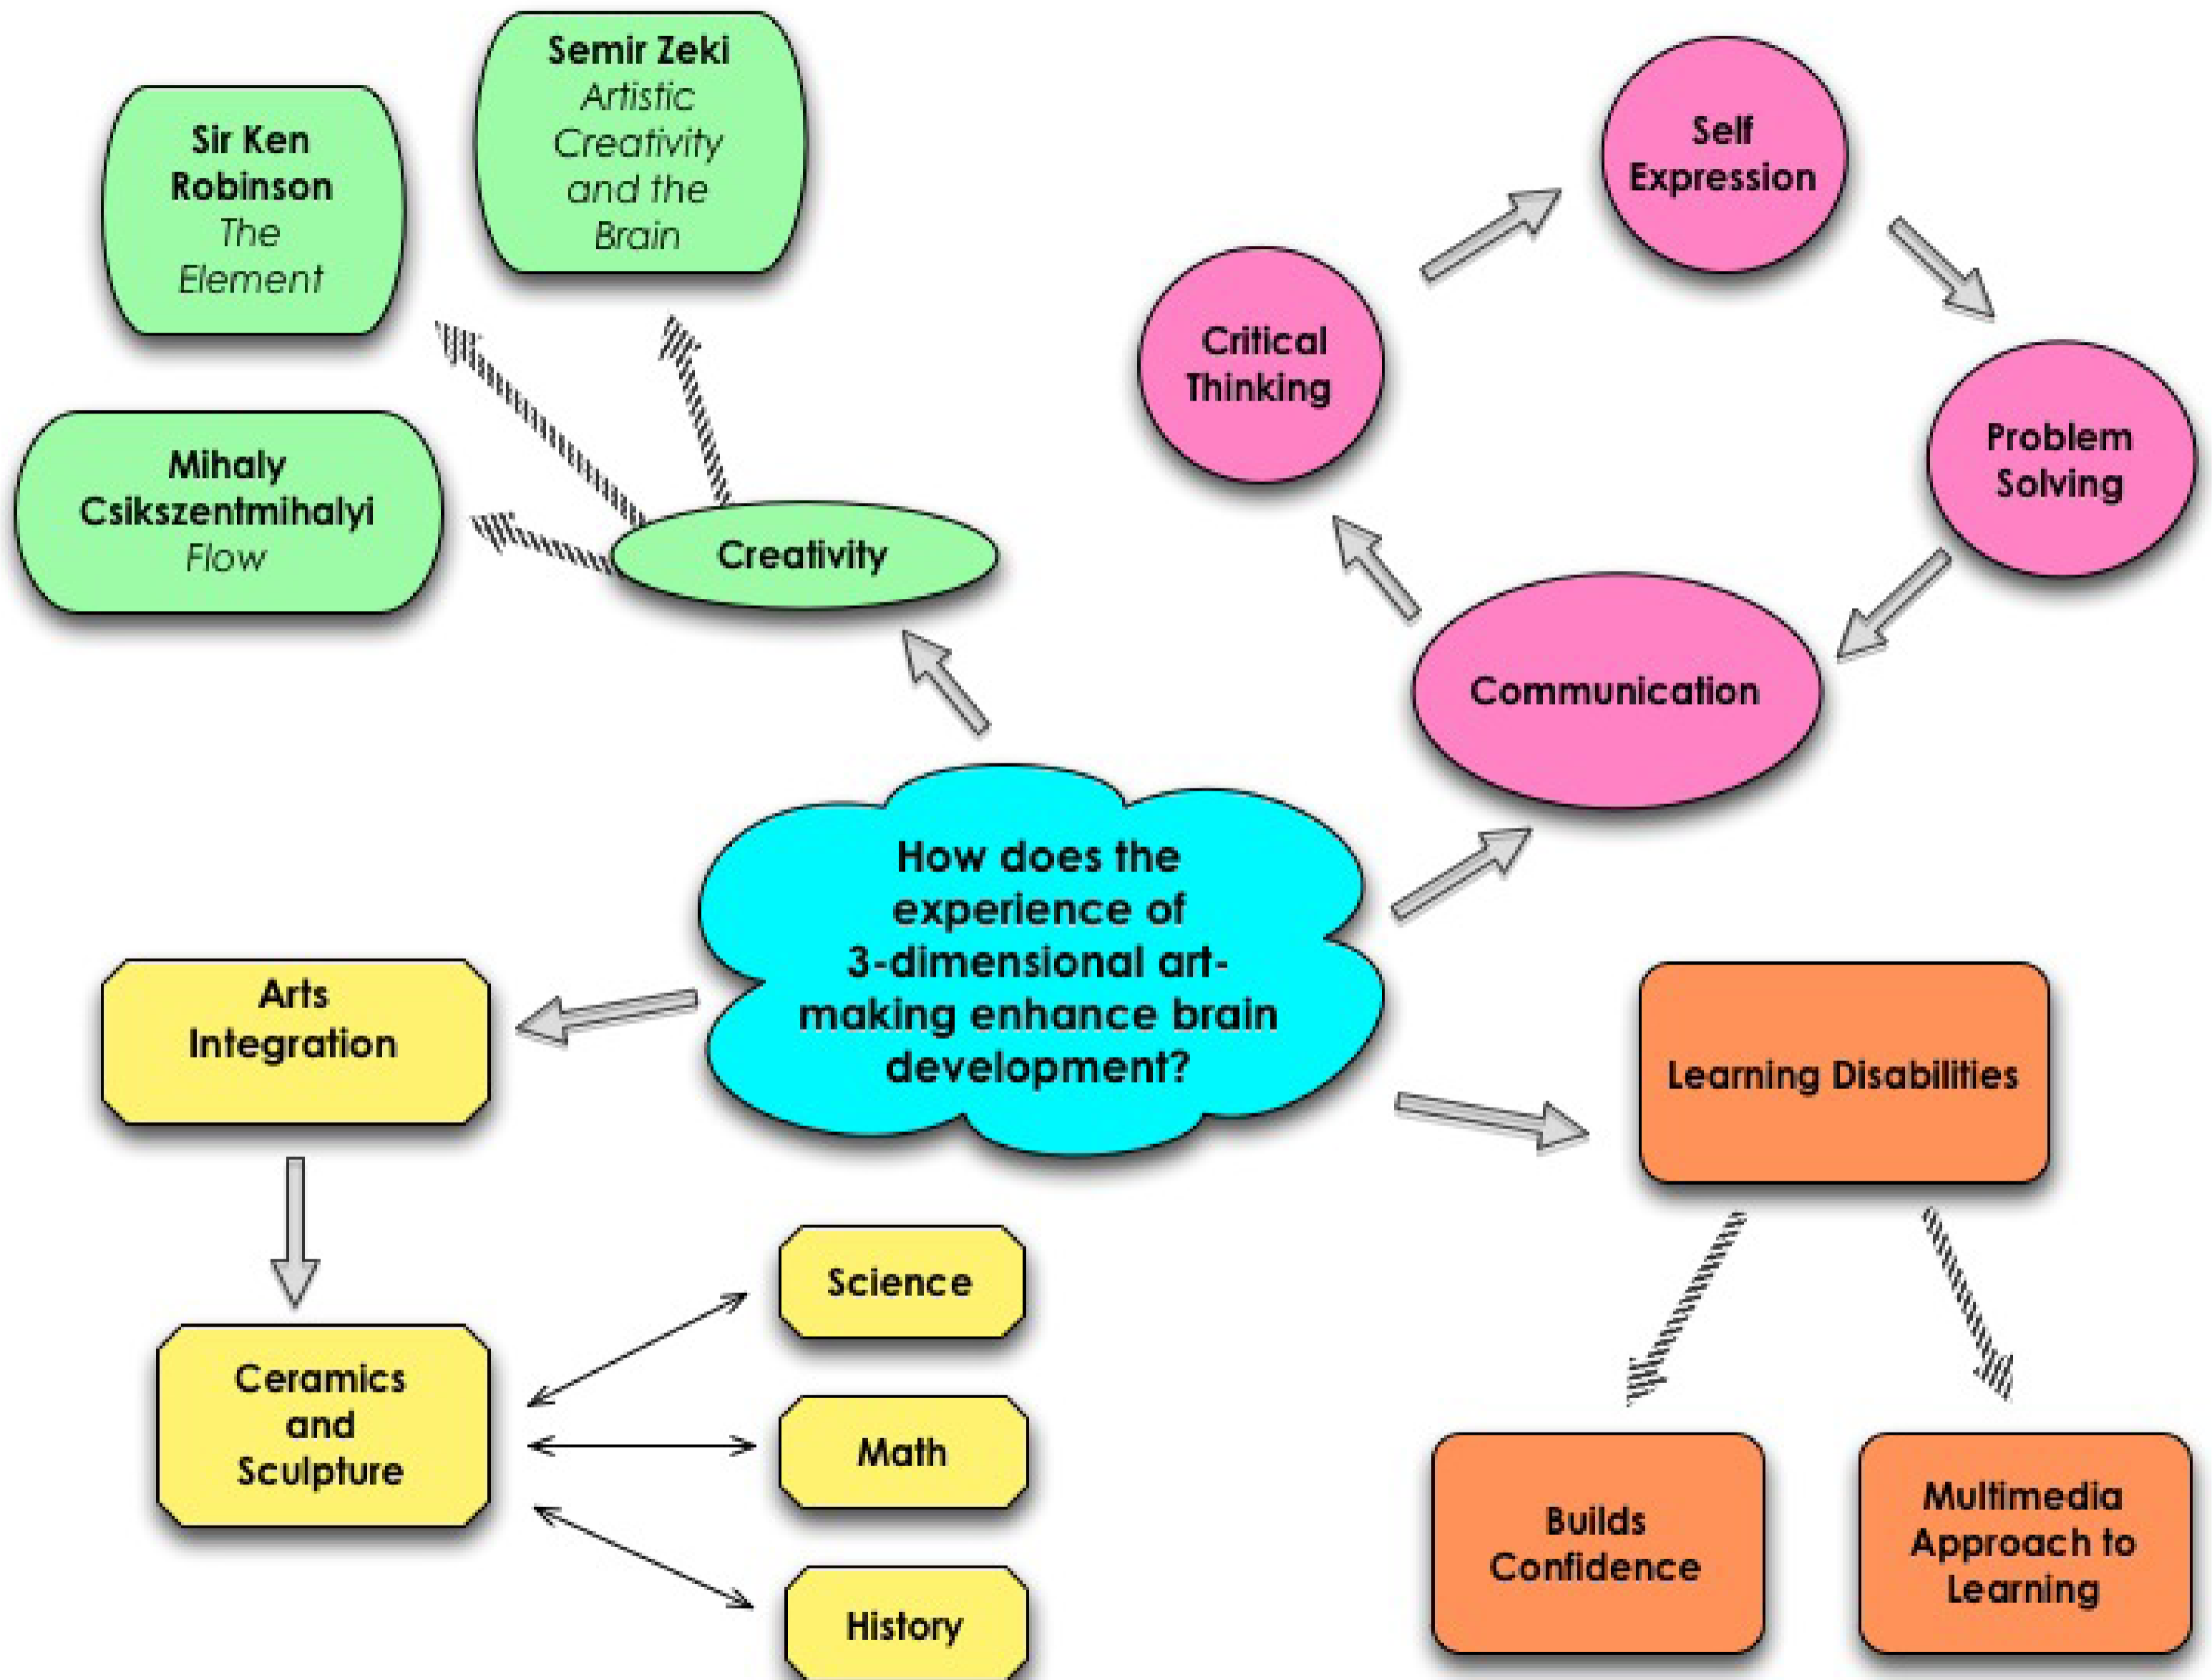 Semir Zeki
Artistic
Creativity
and the
Brain
Sir Ken
Robinson
The
Element
Mihaly
Csikszentmihalyi
Flow
Creativity
Self
Expression
Critical
Thinking
Problem
Solving
Communication
How does the
experience of
3-dimensional art-
making enhance brain
development?
Arts
Integration
Learning Disabilities
Ceramics
and
Sculpture
Science
Math
History
Builds
Confidence
Multimedia
Approach to
Learning